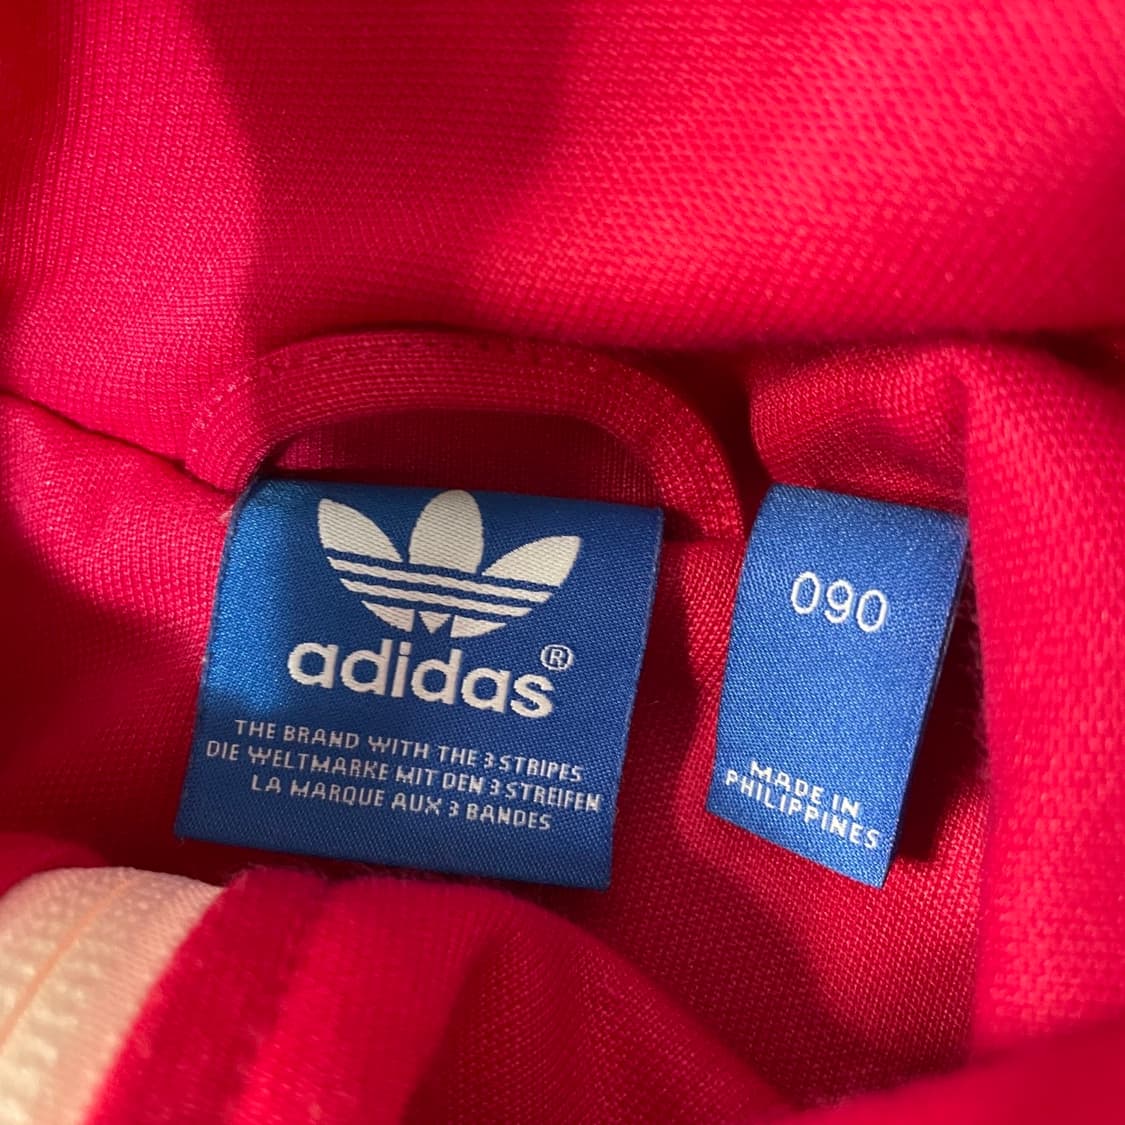 adidas®
THE BRAND WITH THE 3 STRIPES
DIE WELTMARKE MIT DEN 3 STREIFEN
LA MARQUE AUX 3 BANDES
090
MADE IN
PHILIPPINES